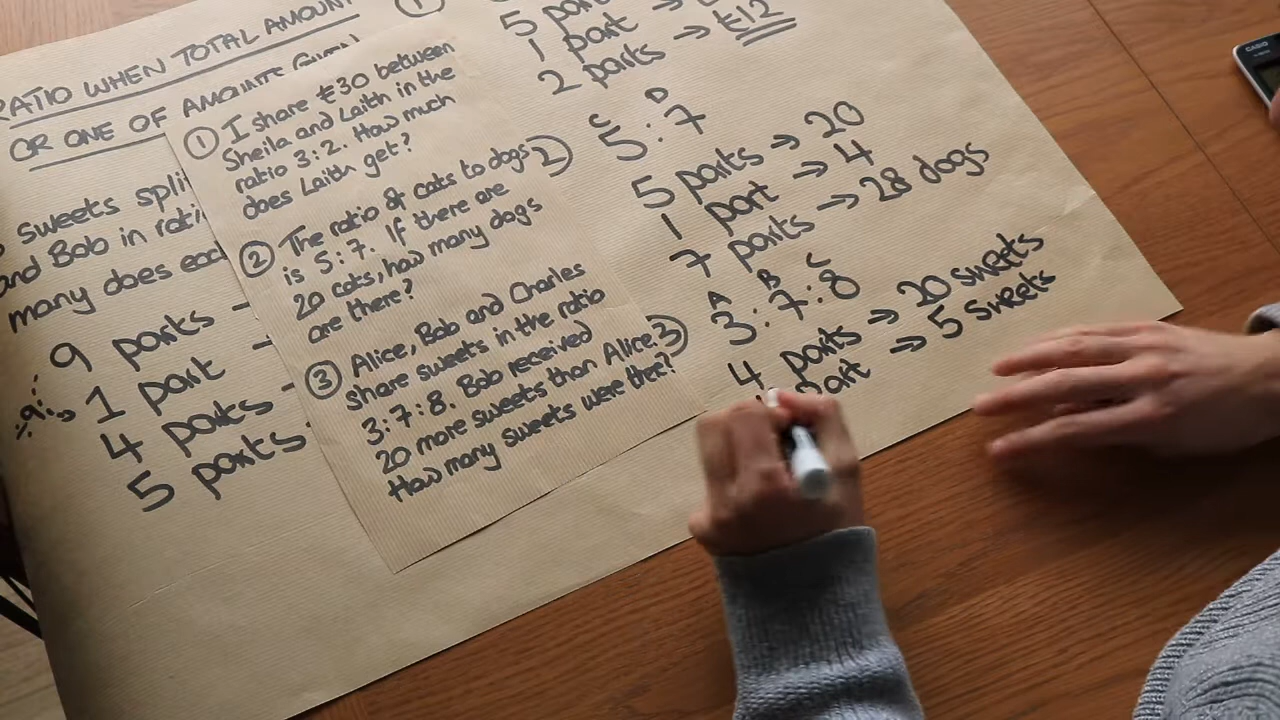 RATIO WHEN TOTAL AMOUNT
OR ONE OF AMOUNTS GIVEN
SWEETS
and Bob in
many does
9 parts
÷9
1 part
4 parts
5 parts
① I share £30 between
Sheila and Laith in the
ratio 3:2. How much
does Laith get?
② The ratio of cats to dogs
is 5:7. If there are
20 cats, how many dogs
are there?
③ Alice, Bob and Charles
share sweets in the ratio
3:7:8. Bob received
20 more sweets than Alice.
How many sweets were there?
5
1 part →
2 parts → £12
2)
C D
5:7
5 parts → 20
1 part → 4
7 parts → 28 dogs
3)
A B C
3:7:8
4 parts → 20 sweets
part → 5 sweets
CASIO